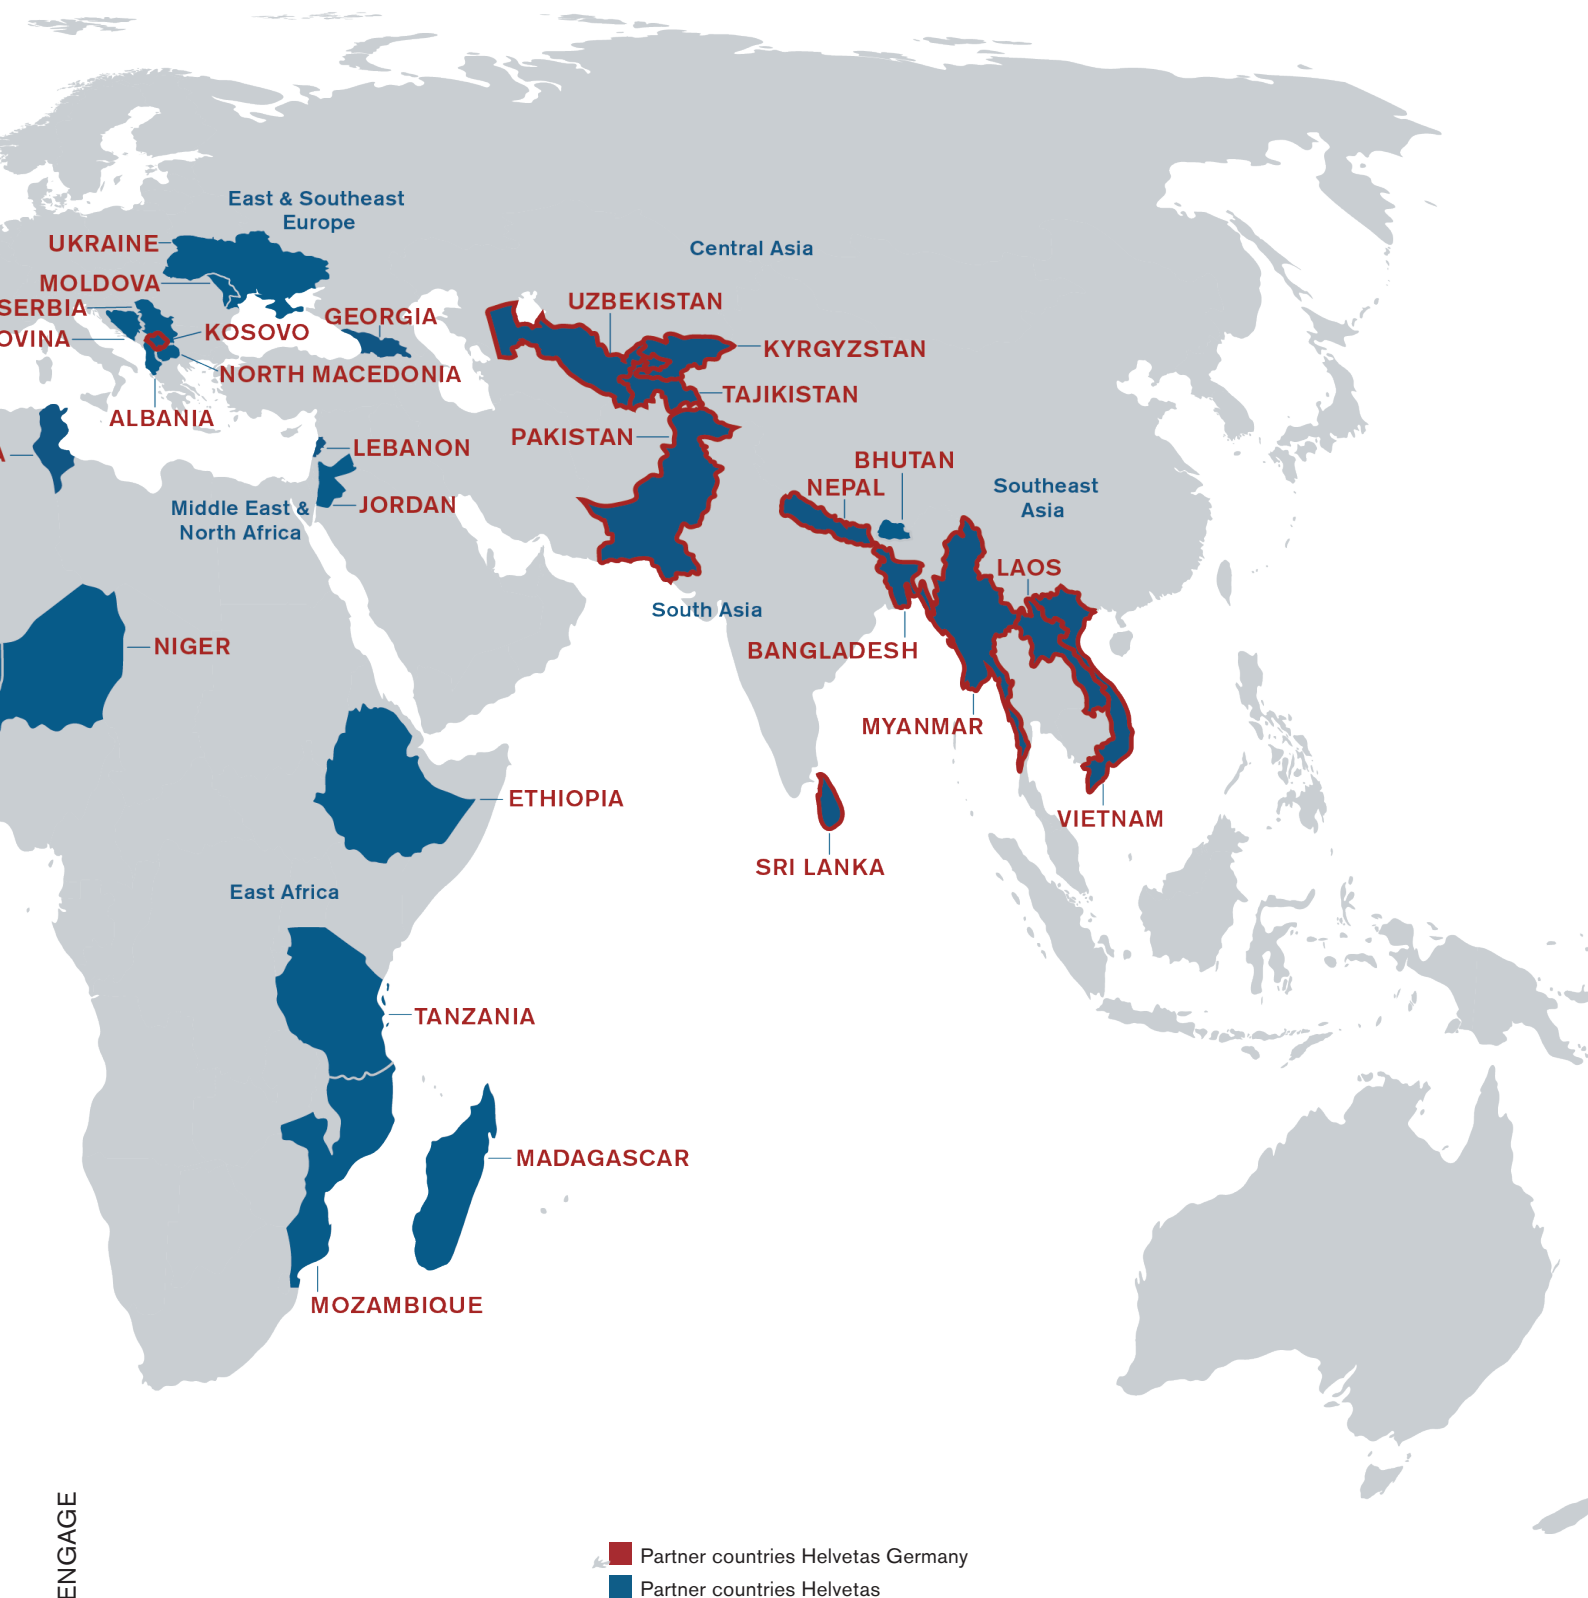 East & Southeast
Europe
UKRAINE
Central Asia
MOLDOVA
UZBEKISTAN
SERBIA
GEORGIA
KOSOVO
OVINA
KYRGYZSTAN
NORTH MACEDONIA
TAJIKISTAN
ALBANIA
PAKISTAN
LEBANON
A
BHUTAN
NEPAL
Southeast
Asia
JORDAN
Middle East &
North Africa
LAOS
South Asia
NIGER
BANGLADESH
MYANMAR
ETHIOPIA
VIETNAM
SRI LANKA
East Africa
TANZANIA
MADAGASCAR
MOZAMBIQUE
ENGAGE
Partner countries Helvetas Germany
Partner countries Helvetas